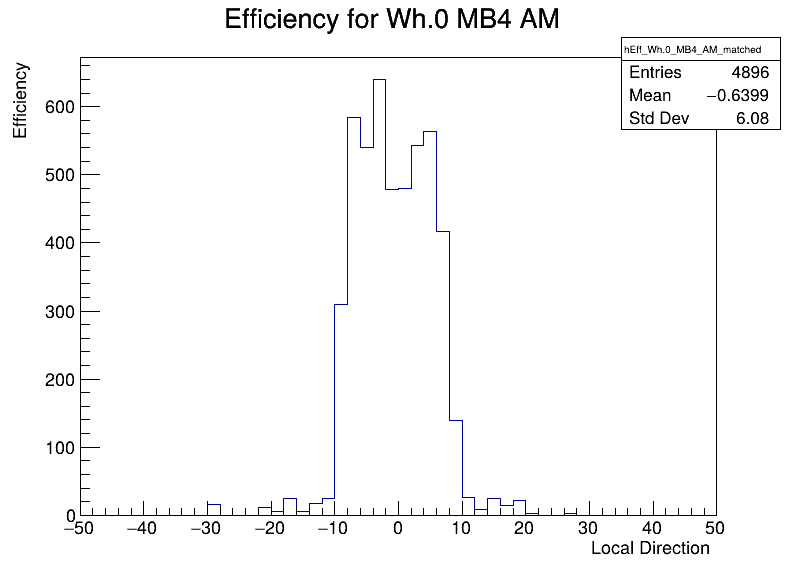 Efficiency for Wh.0 MB4 AM
hEff_Wh.0_MB4_AM_matched
Entries 4896
Mean −0.6399
Std Dev 6.08
Efficiency
600
500
400
300
200
100
0
−50 −40 −30 −20 −10 0 10 20 30 40 50
Local Direction